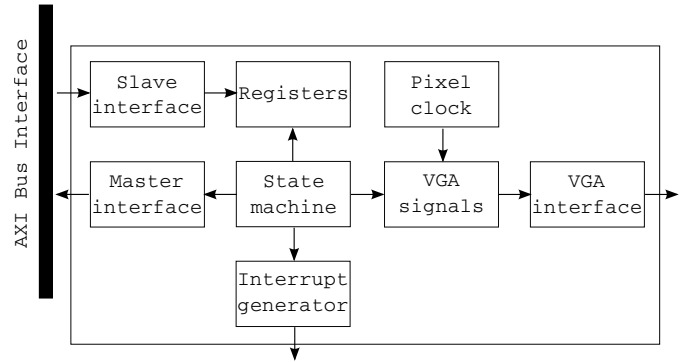 AXI Bus Interface
Slave
interface
Registers
Pixel
clock
Master
interface
State
machine
VGA
signals
VGA
interface
Interrupt
generator